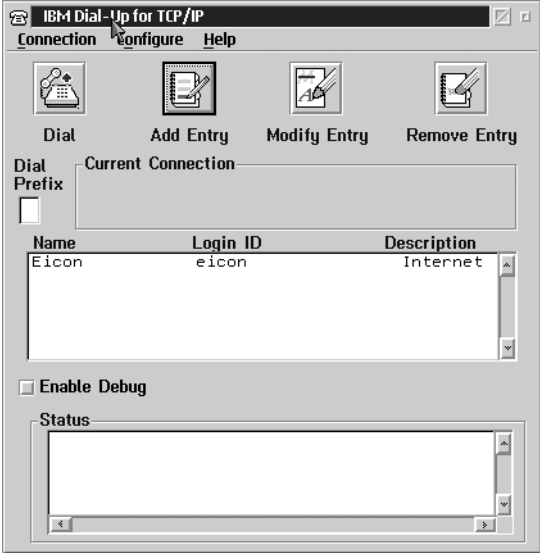 IBM Dial-Up for TCP/IP
Connection Configure Help
Dial Add Entry Modify Entry Remove Entry
Dial Prefix
Current Connection
Name Login ID Description
Eicon eicon Internet
Enable Debug
Status